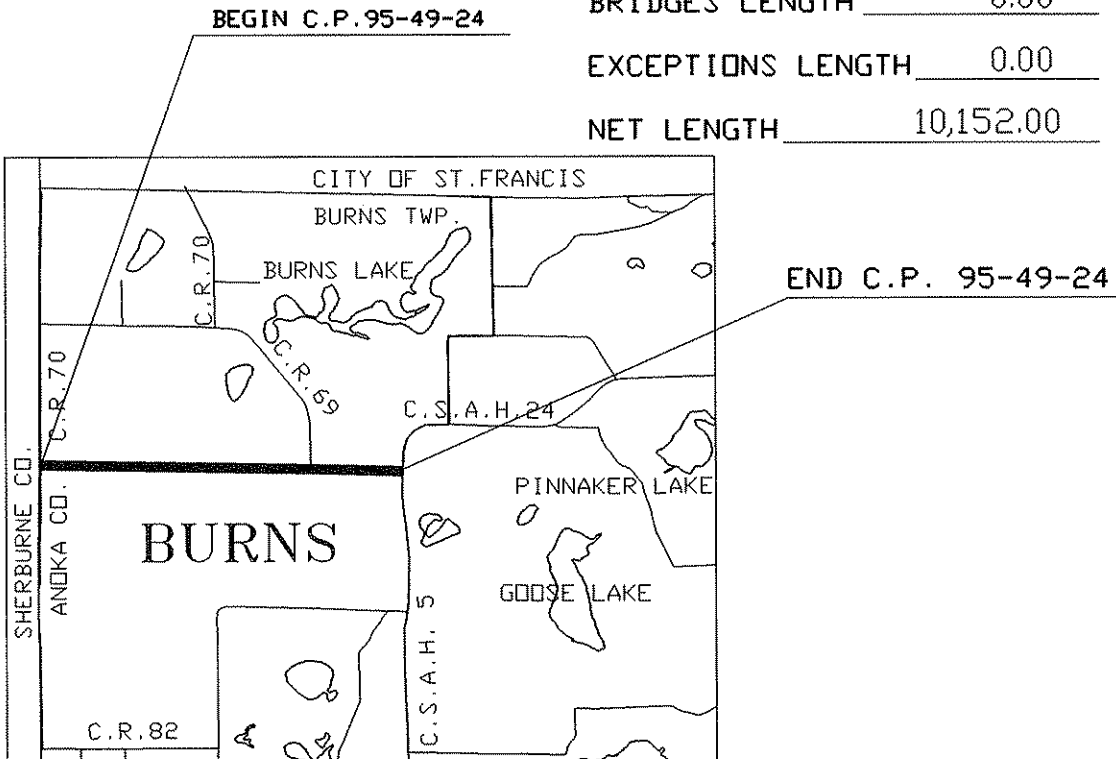 BEGIN C.P.95-49-24
BRIDGES LENGTH
EXCEPTIONS LENGTH 0.00
NET LENGTH 10,152.00
CITY OF ST.FRANCIS
BURNS TWP.
C.R.70
BURNS LAKE
END C.P. 95-49-24
C.R.70
C.R.69
C.S.A.H.24
SHERBURNE CO.
ANOKA CO.
PINNAKER LAKE
BURNS
GOOSE LAKE
C.S.A.H. 5
C.R.82